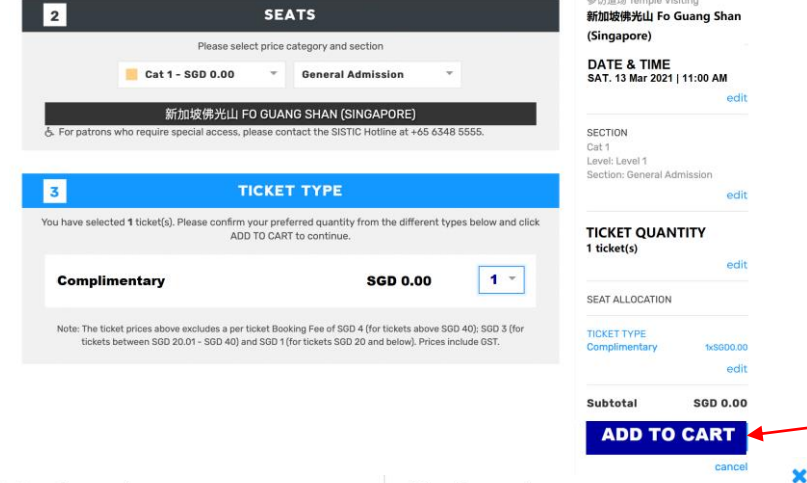 2 SEATS
Please select price category and section
Cat 1 - SGD 0.00 General Admission
新加坡佛光山 FO GUANG SHAN (SINGAPORE)
For patrons who require special access, please contact the SISTIC Hotline at +65 6348 5555.
3 TICKET TYPE
You have selected 1 ticket(s). Please confirm your preferred quantity from the different types below and click
ADD TO CART to continue.
Complimentary SGD 0.00 1
Note: The ticket prices above excludes a per ticket Booking Fee of SGD 4 (for tickets above SGD 40); SGD 3 (for
tickets between SGD 20.01 - SGD 40) and SGD 1 (for tickets SGD 20 and below). Prices include GST.
Temple Visiting
新加坡佛光山 Fo Guang Shan
(Singapore)
DATE & TIME
SAT. 13 Mar 2021 | 11:00 AM
edit
SECTION
Cat 1
Level: Level 1
Section: General Admission
edit
TICKET QUANTITY
1 ticket(s)
edit
SEAT ALLOCATION
TICKET TYPE
Complimentary 1xSGD0.00
edit
Subtotal SGD 0.00
ADD TO CART
cancel